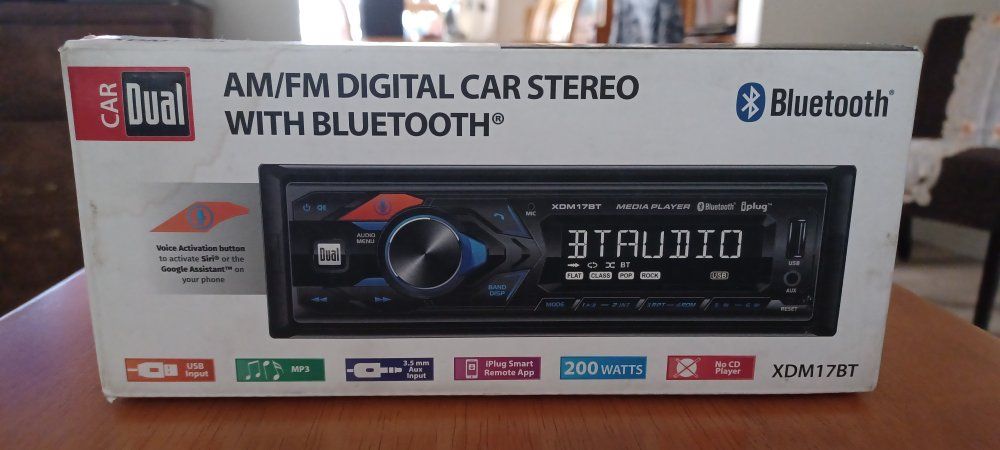 CAR
Dual
AM/FM DIGITAL CAR STEREO
WITH BLUETOOTH®
Bluetooth®
Voice Activation button
to activate Siri® or the
Google Assistant™ on
your phone
AUDIO
MENU
Dual
BAND
DISP
MIC
XDM17BT MEDIA PLAYER Bluetooth® iplug™
BTAUDIO
BT
FLAT CLASS POP ROCK USB
MODE
USB
AUX
RESET
USB
Input
MP3
3.5 mm
Aux
Input
iPlug Smart
Remote App
200 WATTS
No CD
Player
XDM17BT